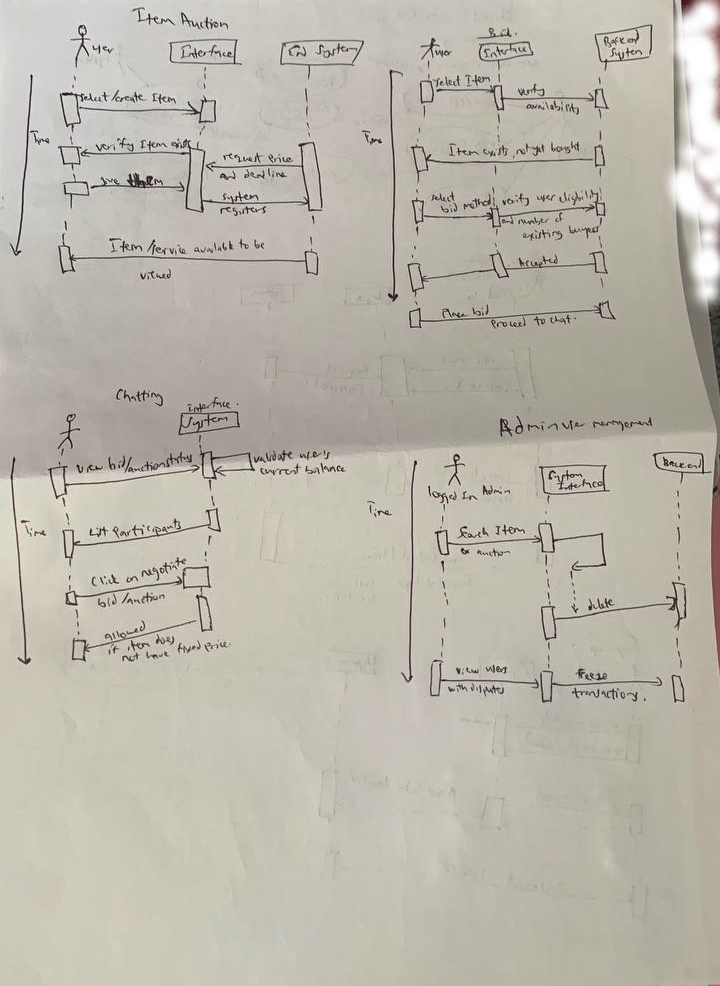 Item Auction
User
Interface
End System
select/create Item
Time
verify Item exists
request Price
and deadline
give
system
registers
Item/service available to be
viewed
Bid.
user
Interface
Backend
System
select Item
verify
availability
Time
Item exists, not yet bought
select
bid method
verify user eligibility
and number of
existing buyers
Accepted
Place bid
Proceed to chat.
Chatting
interface.
System
view bid/auction status
validate users
current balance
Time
List Participants
Click on negotiate
bid/auction
allowed
if item does
not have fixed price.
Admin user management
logged In Admin
System
Interface
Backend
Time
Search Item
or auction
delete
view users
with disputes
freeze
transactions.